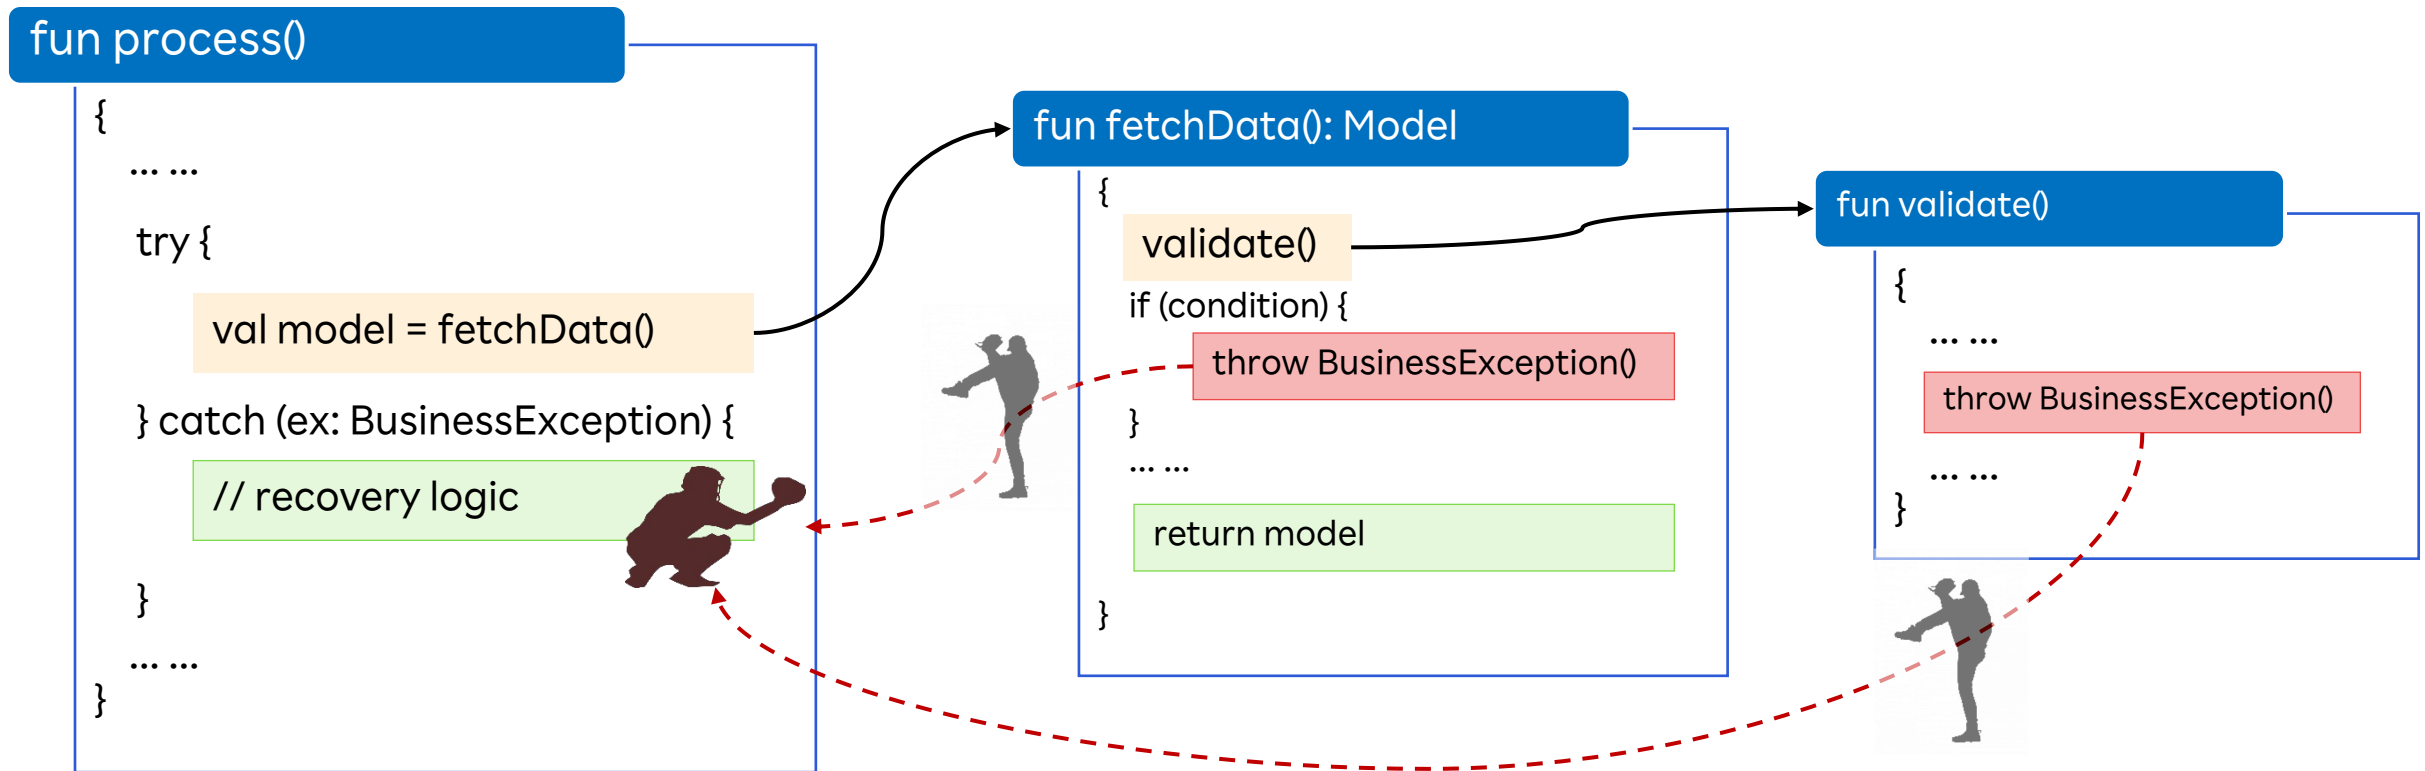 fun process()
{
... ...
try {
val model = fetchData()
} catch (ex: BusinessException) {
// recovery logic
}
... ...
}
fun fetchData(): Model
{
validate()
if (condition) {
throw BusinessException()
}
... ...
return model
}
fun validate()
{
... ...
throw BusinessException()
... ...
}